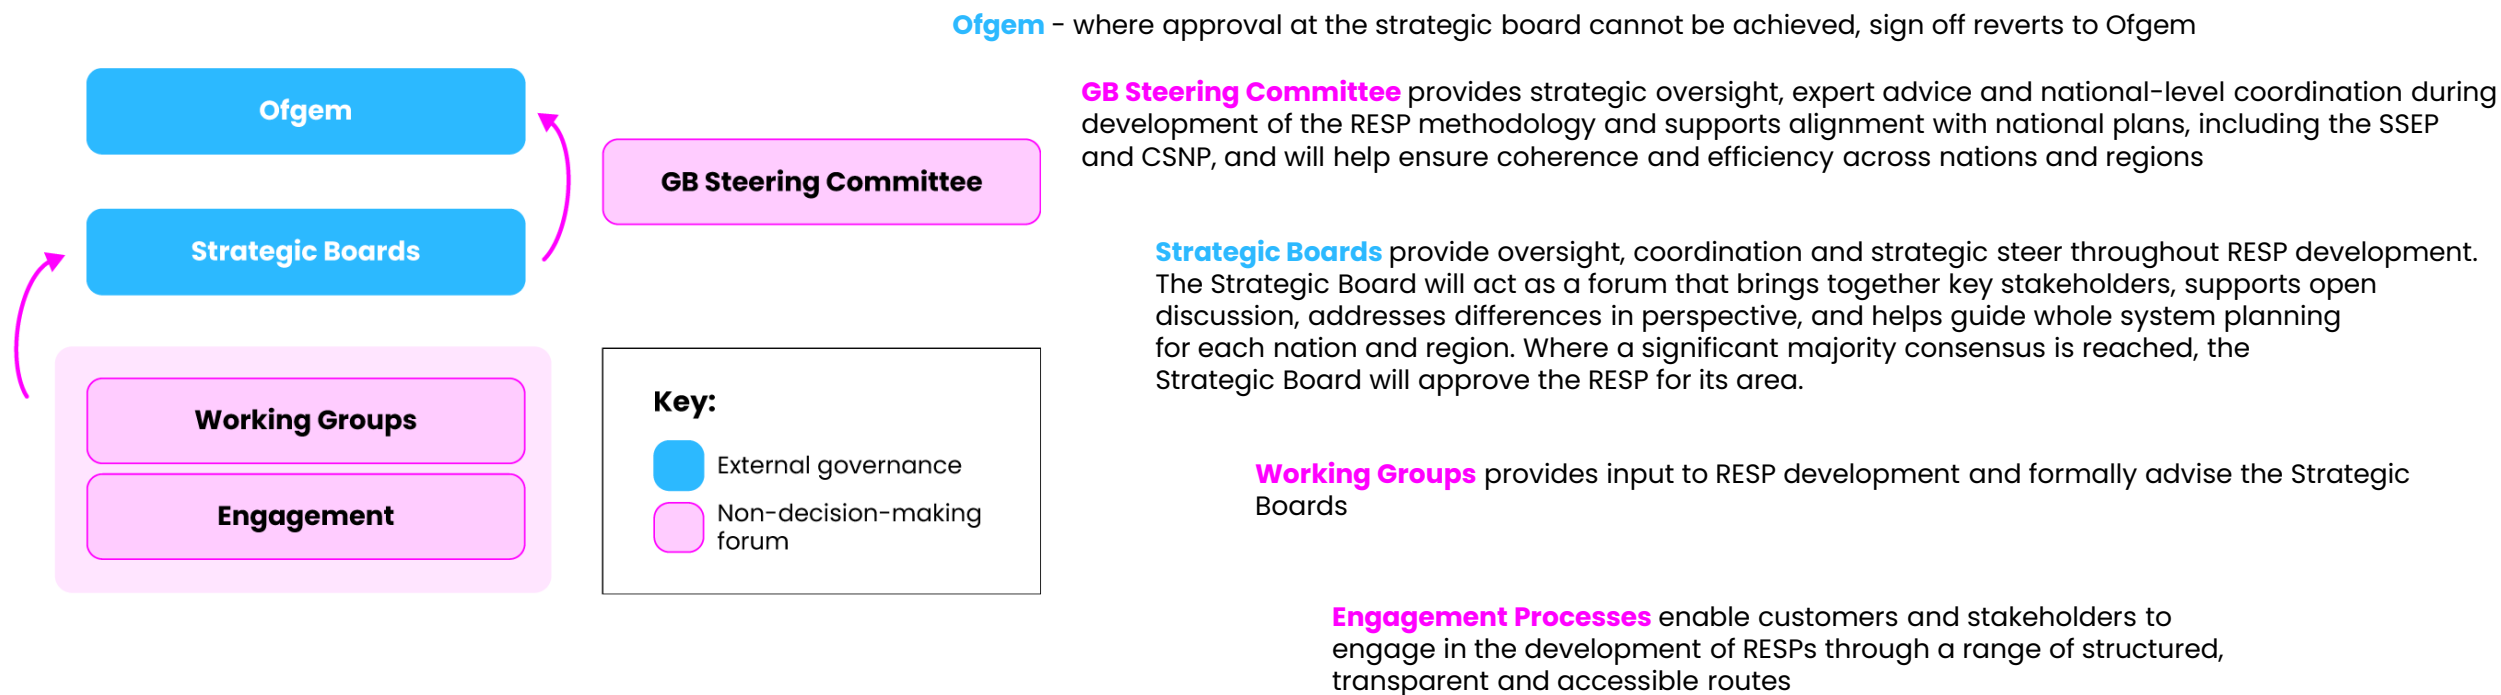 Ofgem - where approval at the strategic board cannot be achieved, sign off reverts to Ofgem
Ofgem
GB Steering Committee
Strategic Boards
Working Groups
Engagement
Key:
External governance
Non-decision-making
forum
GB Steering Committee provides strategic oversight, expert advice and national-level coordination during
development of the RESP methodology and supports alignment with national plans, including the SSEP
and CSNP, and will help ensure coherence and efficiency across nations and regions
Strategic Boards provide oversight, coordination and strategic steer throughout RESP development.
The Strategic Board will act as a forum that brings together key stakeholders, supports open
discussion, addresses differences in perspective, and helps guide whole system planning
for each nation and region. Where a significant majority consensus is reached, the
Strategic Board will approve the RESP for its area.
Working Groups provides input to RESP development and formally advise the Strategic
Boards
Engagement Processes enable customers and stakeholders to
engage in the development of RESPs through a range of structured,
transparent and accessible routes